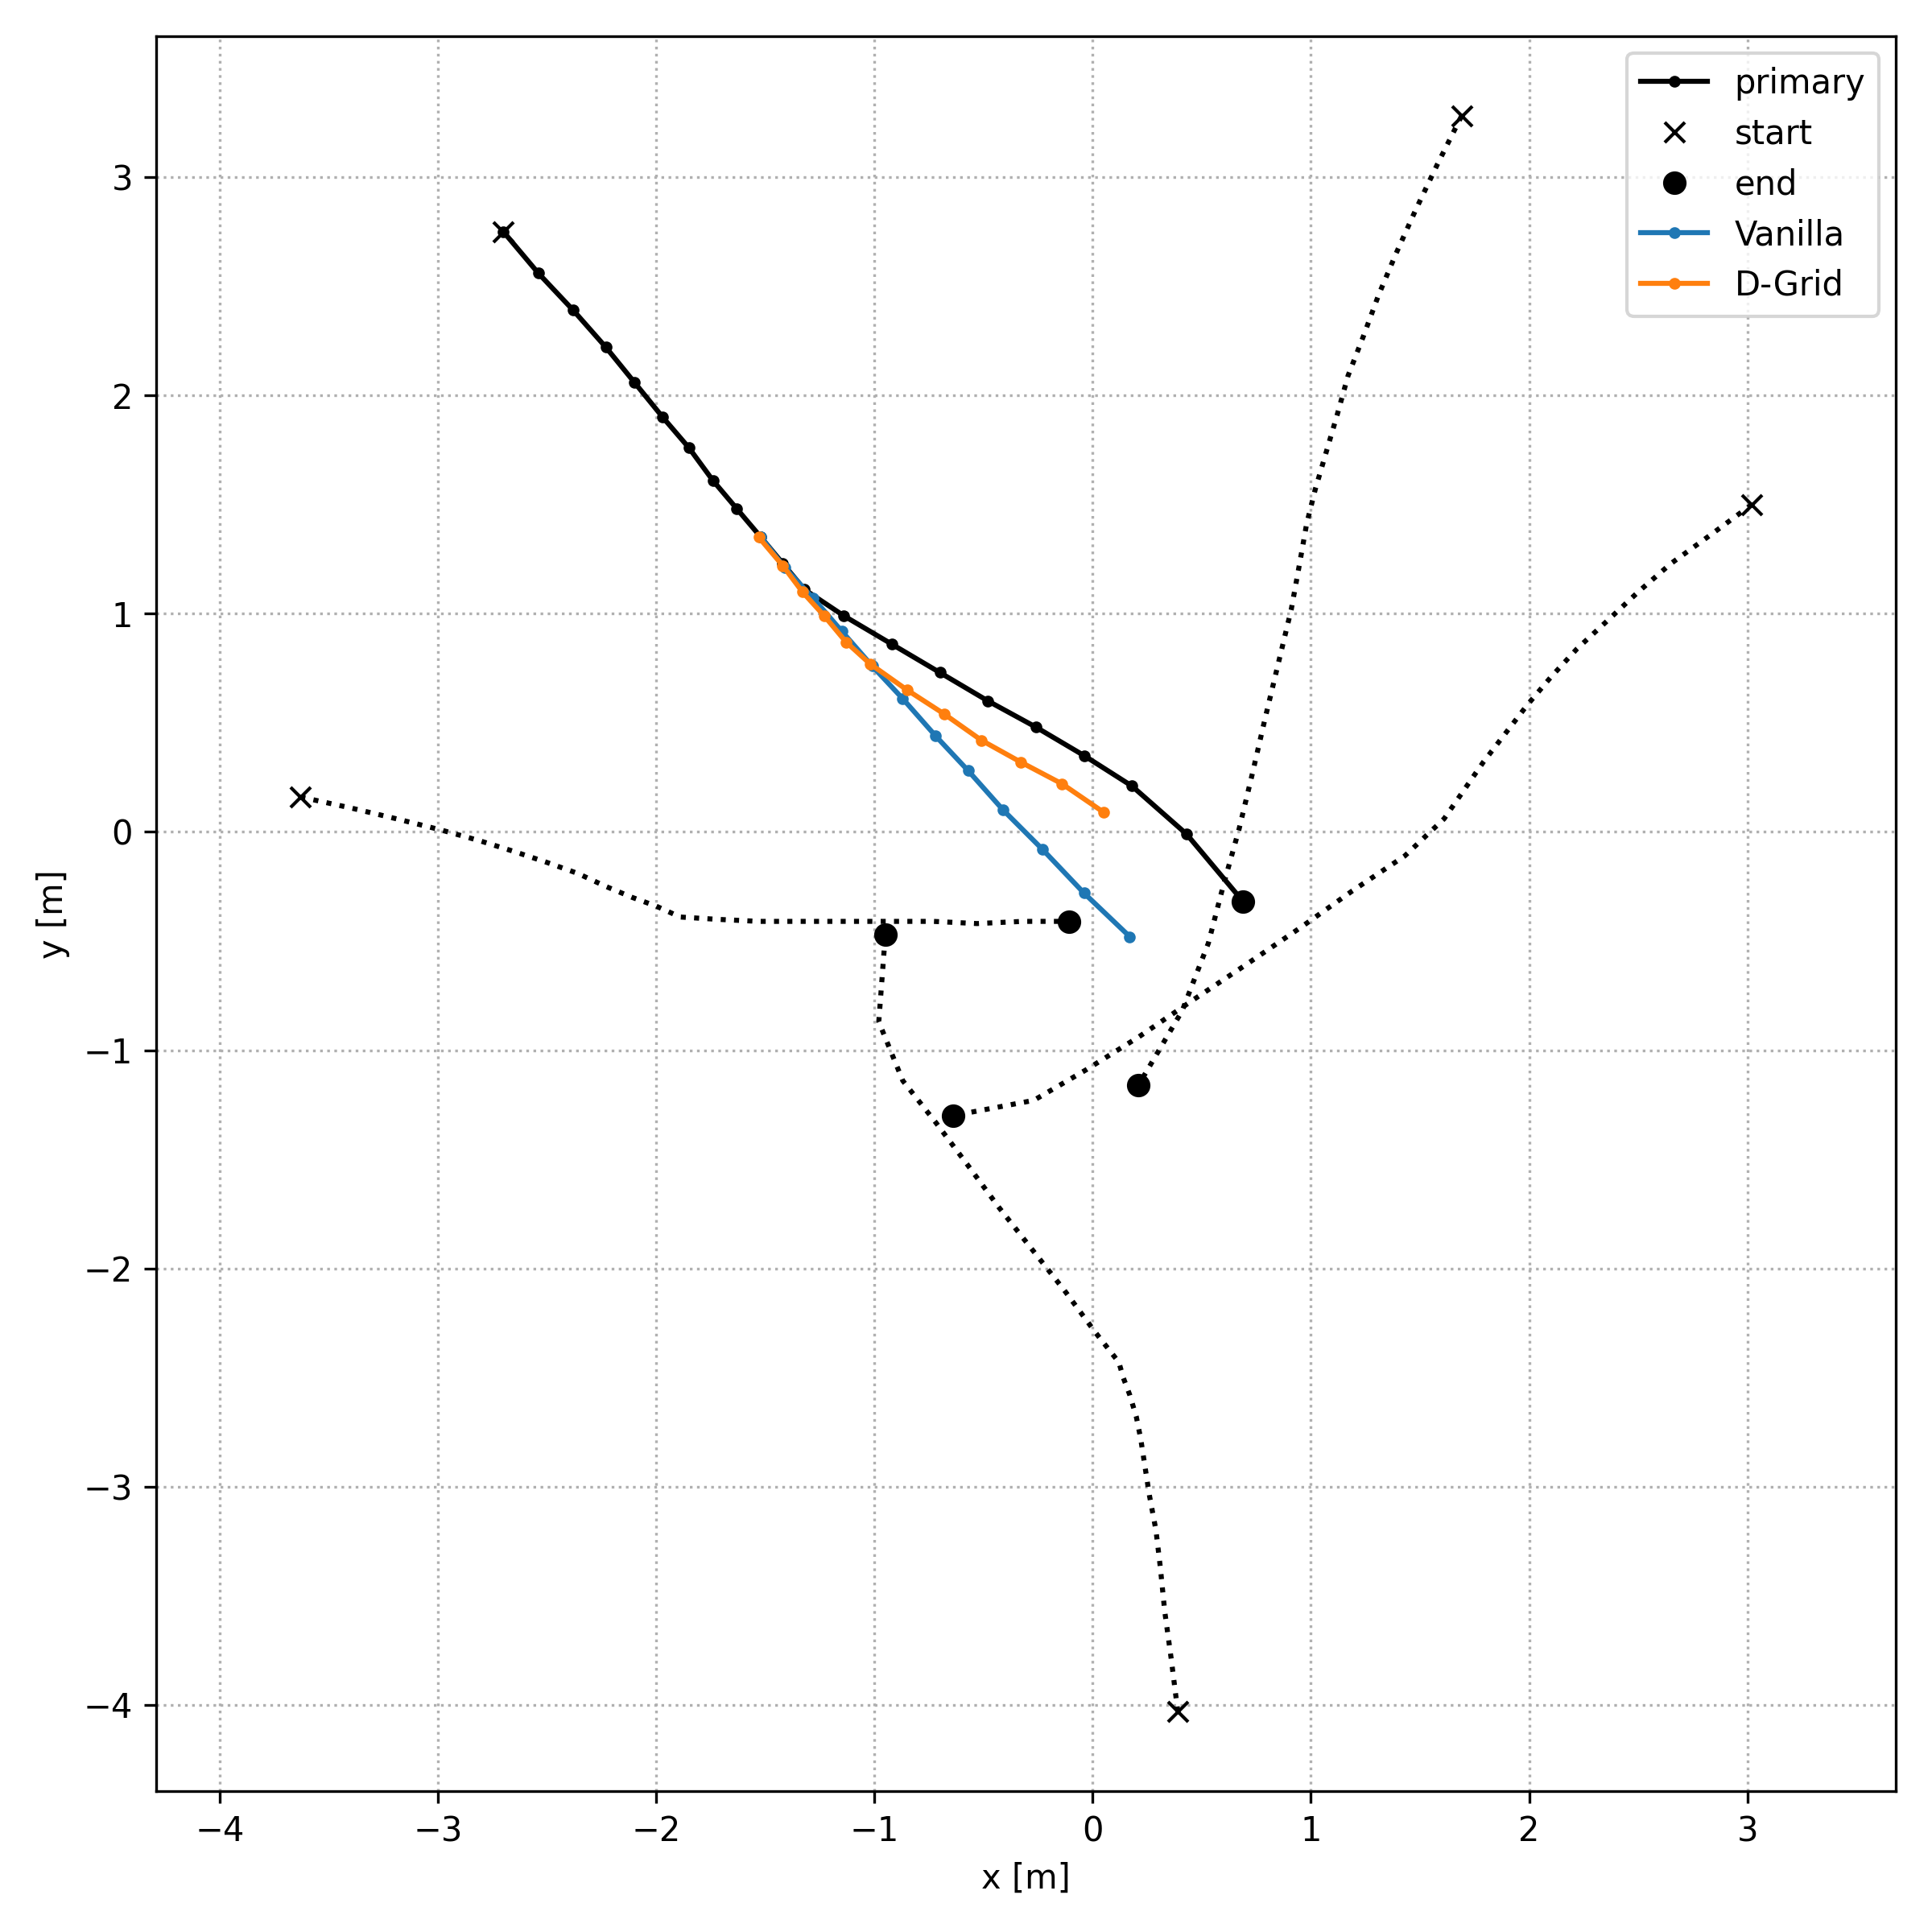 primary
start
end
Vanilla
D-Grid
3
2
1
0
−1
−2
−3
−4
y [m]
−4 −3 −2 −1 0 1 2 3
x [m]